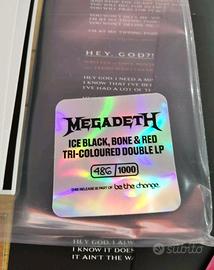 HEY, GOD?!
HEY GOD I NEED A M
I KNOW THAT I'VE B
I'VE HAD A LOT OF T
MEGADETH
ICE BLACK, BONE & RED
TRI-COLOURED DOUBLE LP
486/1000
THIS RELEASE IS PART OF be the change.
HEY GOD, I ALW
I KNOW IT DOES
IT AIN'T THE WA
subito